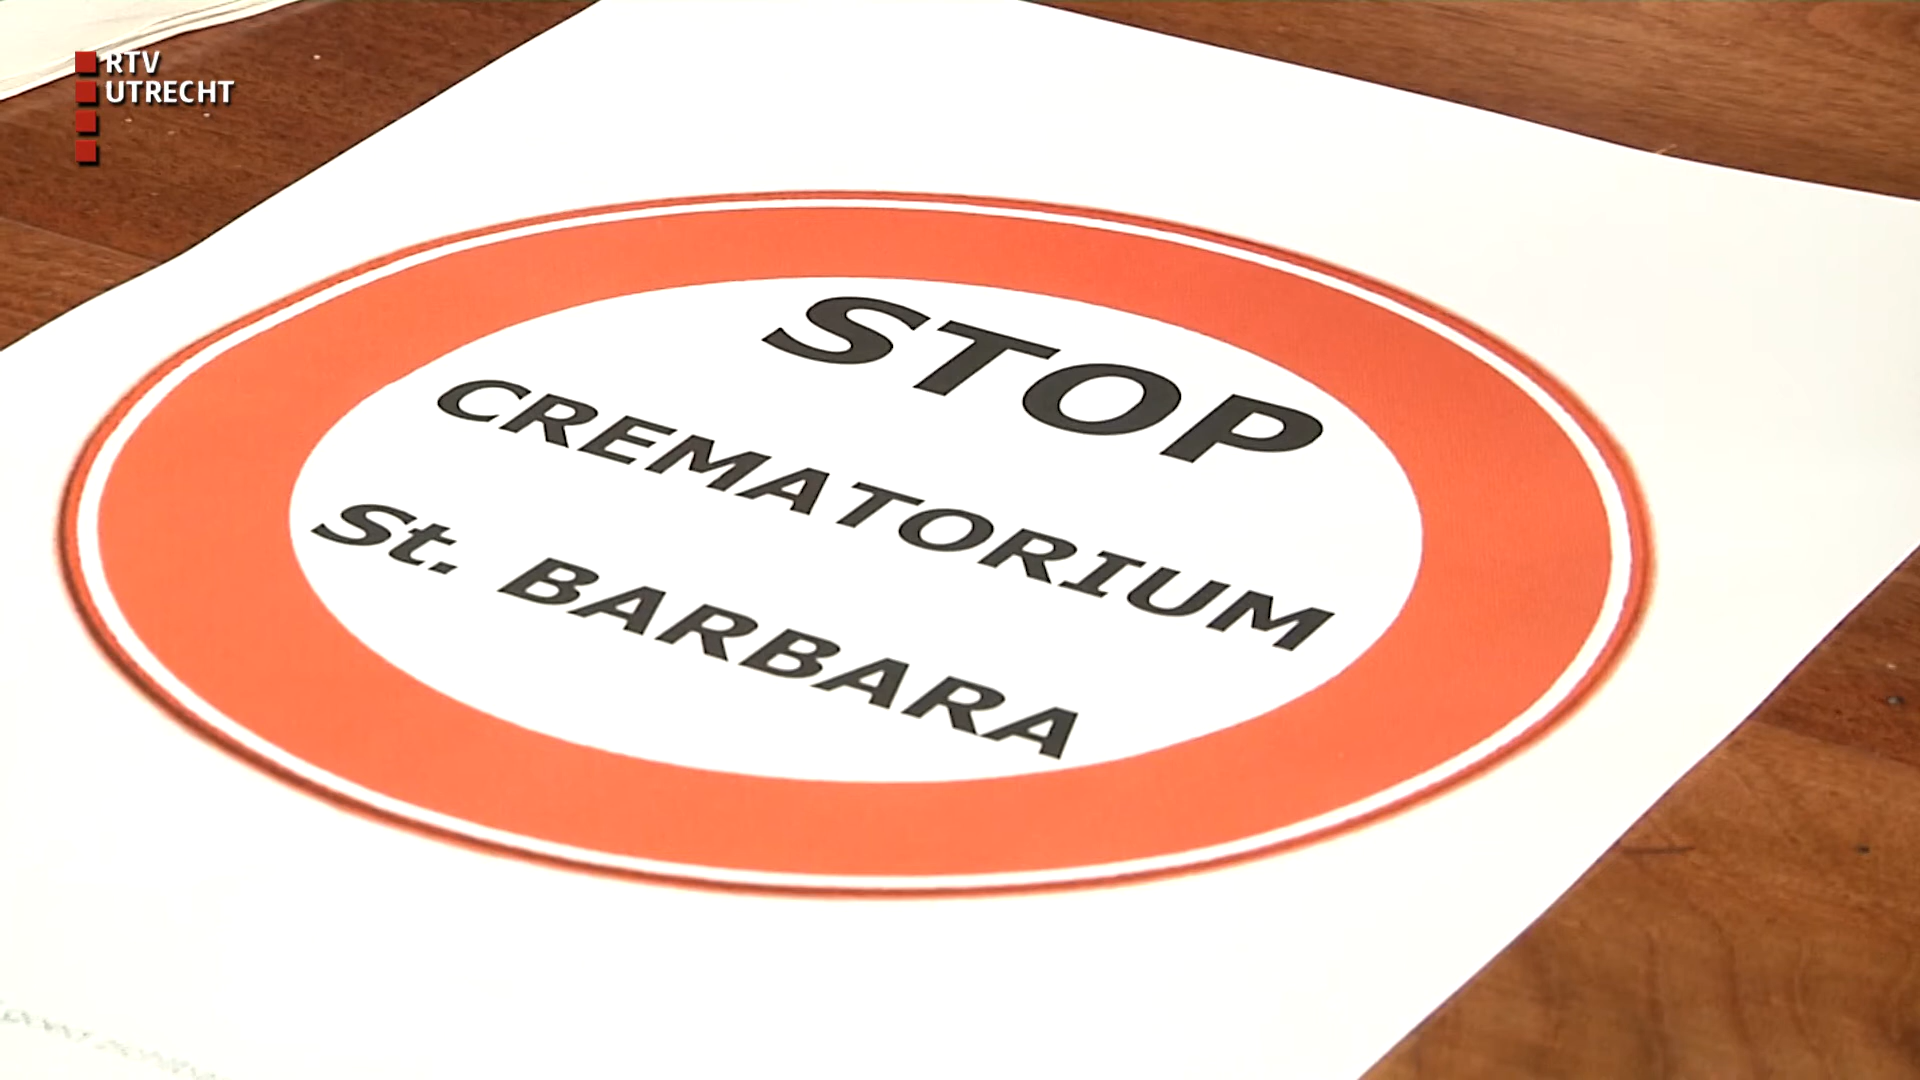 RTV
UTRECHT
STOP
CREMATORIUM
St. BARBARA